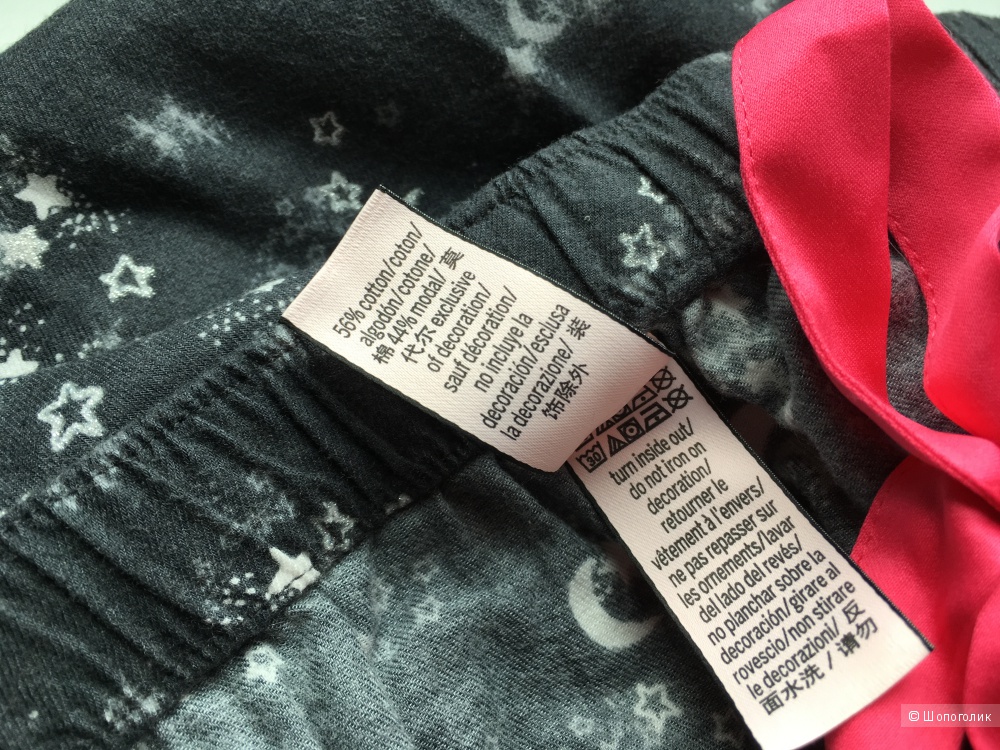 56% cotton/coton/
algodón/cotone/
棉 44% modal/ 莫
代尔 exclusive
of decoration/
sauf décoration/
no incluye la
decoración/esclusa
la decorazione/ 装
饰除外
30
turn inside out/
do not iron on
decoration/
retourner le
vêtement à l'envers/
ne pas repasser sur
les ornements/lavar
del lado del revés/
no planchar sobre la
decoración/girare al
rovescio/non stirare
le decorazioni/ 反
面水洗 / 请勿
© Шопоголик